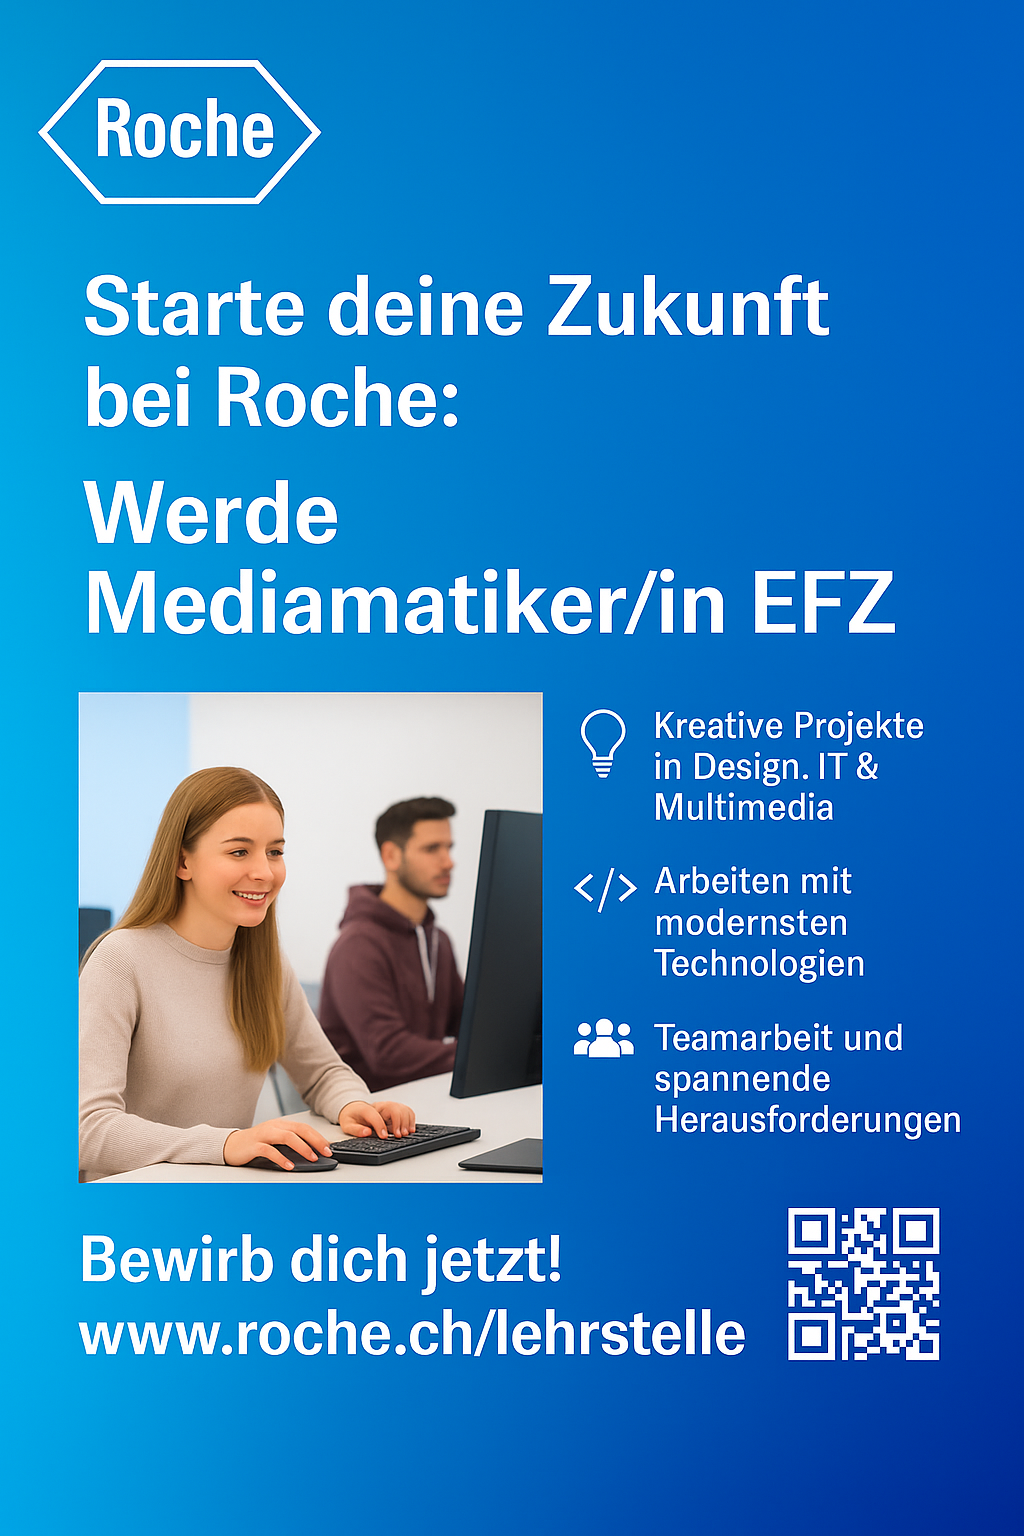 Roche
Starte deine Zukunft
bei Roche:
Werde
Mediamatiker/in EFZ
Kreative Projekte
in Design. IT &
Multimedia
</> Arbeiten mit
modernsten
Technologien
Teamarbeit und
spannende
Herausforderungen
Bewirb dich jetzt!
www.roche.ch/lehrstelle